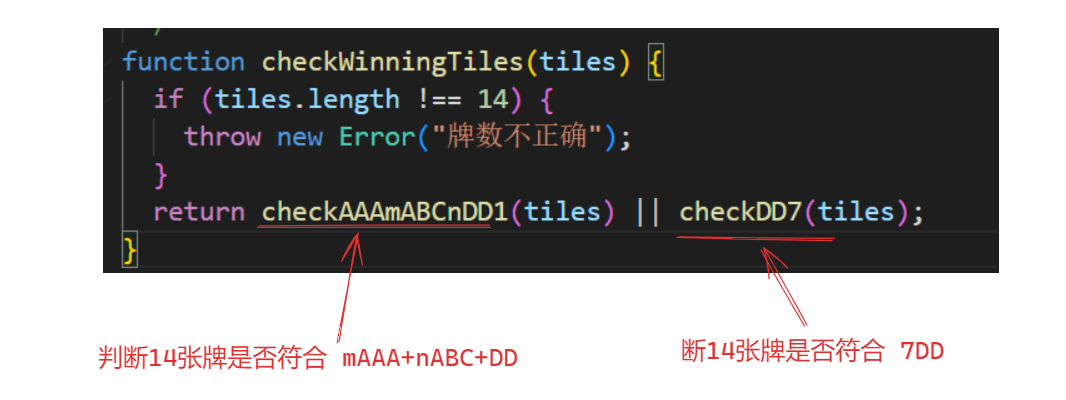 function checkWinningTiles(tiles) {
if (tiles.length !== 14) {
throw new Error("牌数不正确");
}
return checkAAAmABCnDD1(tiles) || checkDD7(tiles);
}
判断14张牌是否符合 mAAA+nABC+DD
断14张牌是否符合 7DD